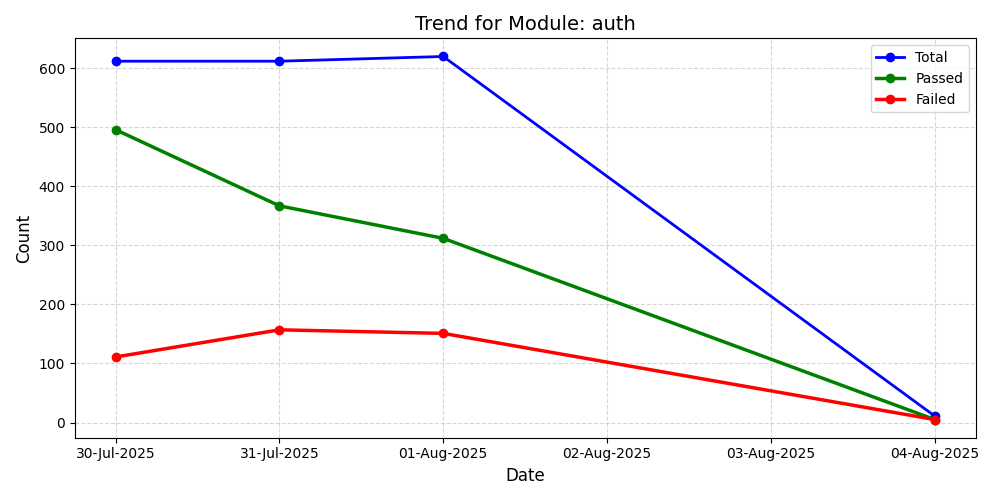 Trend for Module: auth
Total
Passed
Failed
Count
600
500
400
300
200
100
0
30-Jul-2025 31-Jul-2025 01-Aug-2025 02-Aug-2025 03-Aug-2025 04-Aug-2025
Date